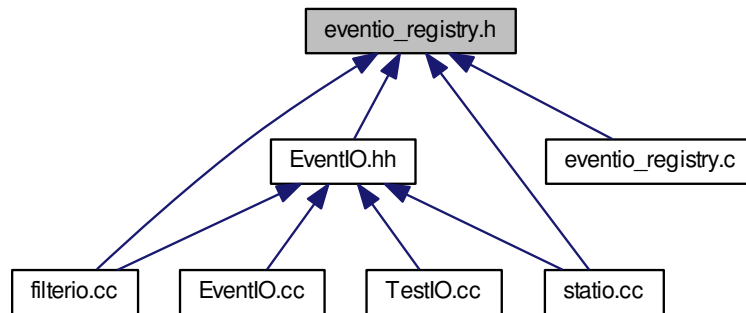 eventio_registry.h
EventIO.hh
eventio_registry.c
filterio.cc
EventIO.cc
TestIO.cc
statio.cc